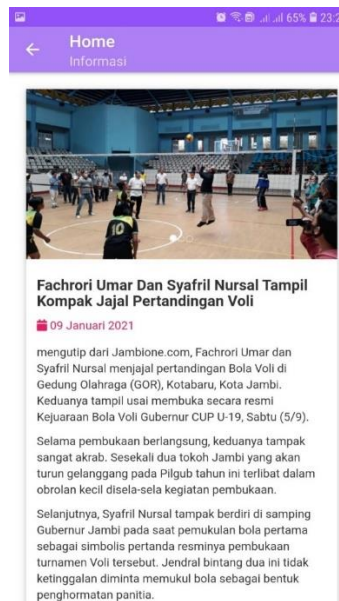 65% 23:2
Home
Informasi
10
Fachrori Umar Dan Syafril Nursal Tampil
Kompak Jajal Pertandingan Voli
09 Januari 2021
mengutip dari Jambione.com, Fachrori Umar dan
Syafril Nursal menjajal pertandingan Bola Voli di
Gedung Olahraga (GOR), Kotabaru, Kota Jambi.
Keduanya tampil usai membuka secara resmi
Kejuaraan Bola Voli Gubernur CUP U-19, Sabtu (5/9).
Selama pembukaan berlangsung, keduanya tampak
sangat akrab. Sesekali dua tokoh Jambi yang akan
turun gelanggang pada Pilgub tahun ini terlibat dalam
obrolan kecil disela-sela kegiatan pembukaan.
Selanjutnya, Syafril Nursal tampak berdiri di samping
Gubernur Jambi pada saat pemukulan bola pertama
sebagai simbolis pertanda resminya pembukaan
turnamen Voli tersebut. Jendral bintang dua ini tidak
ketinggalan diminta memukul bola sebagai bentuk
penghormatan panitia.